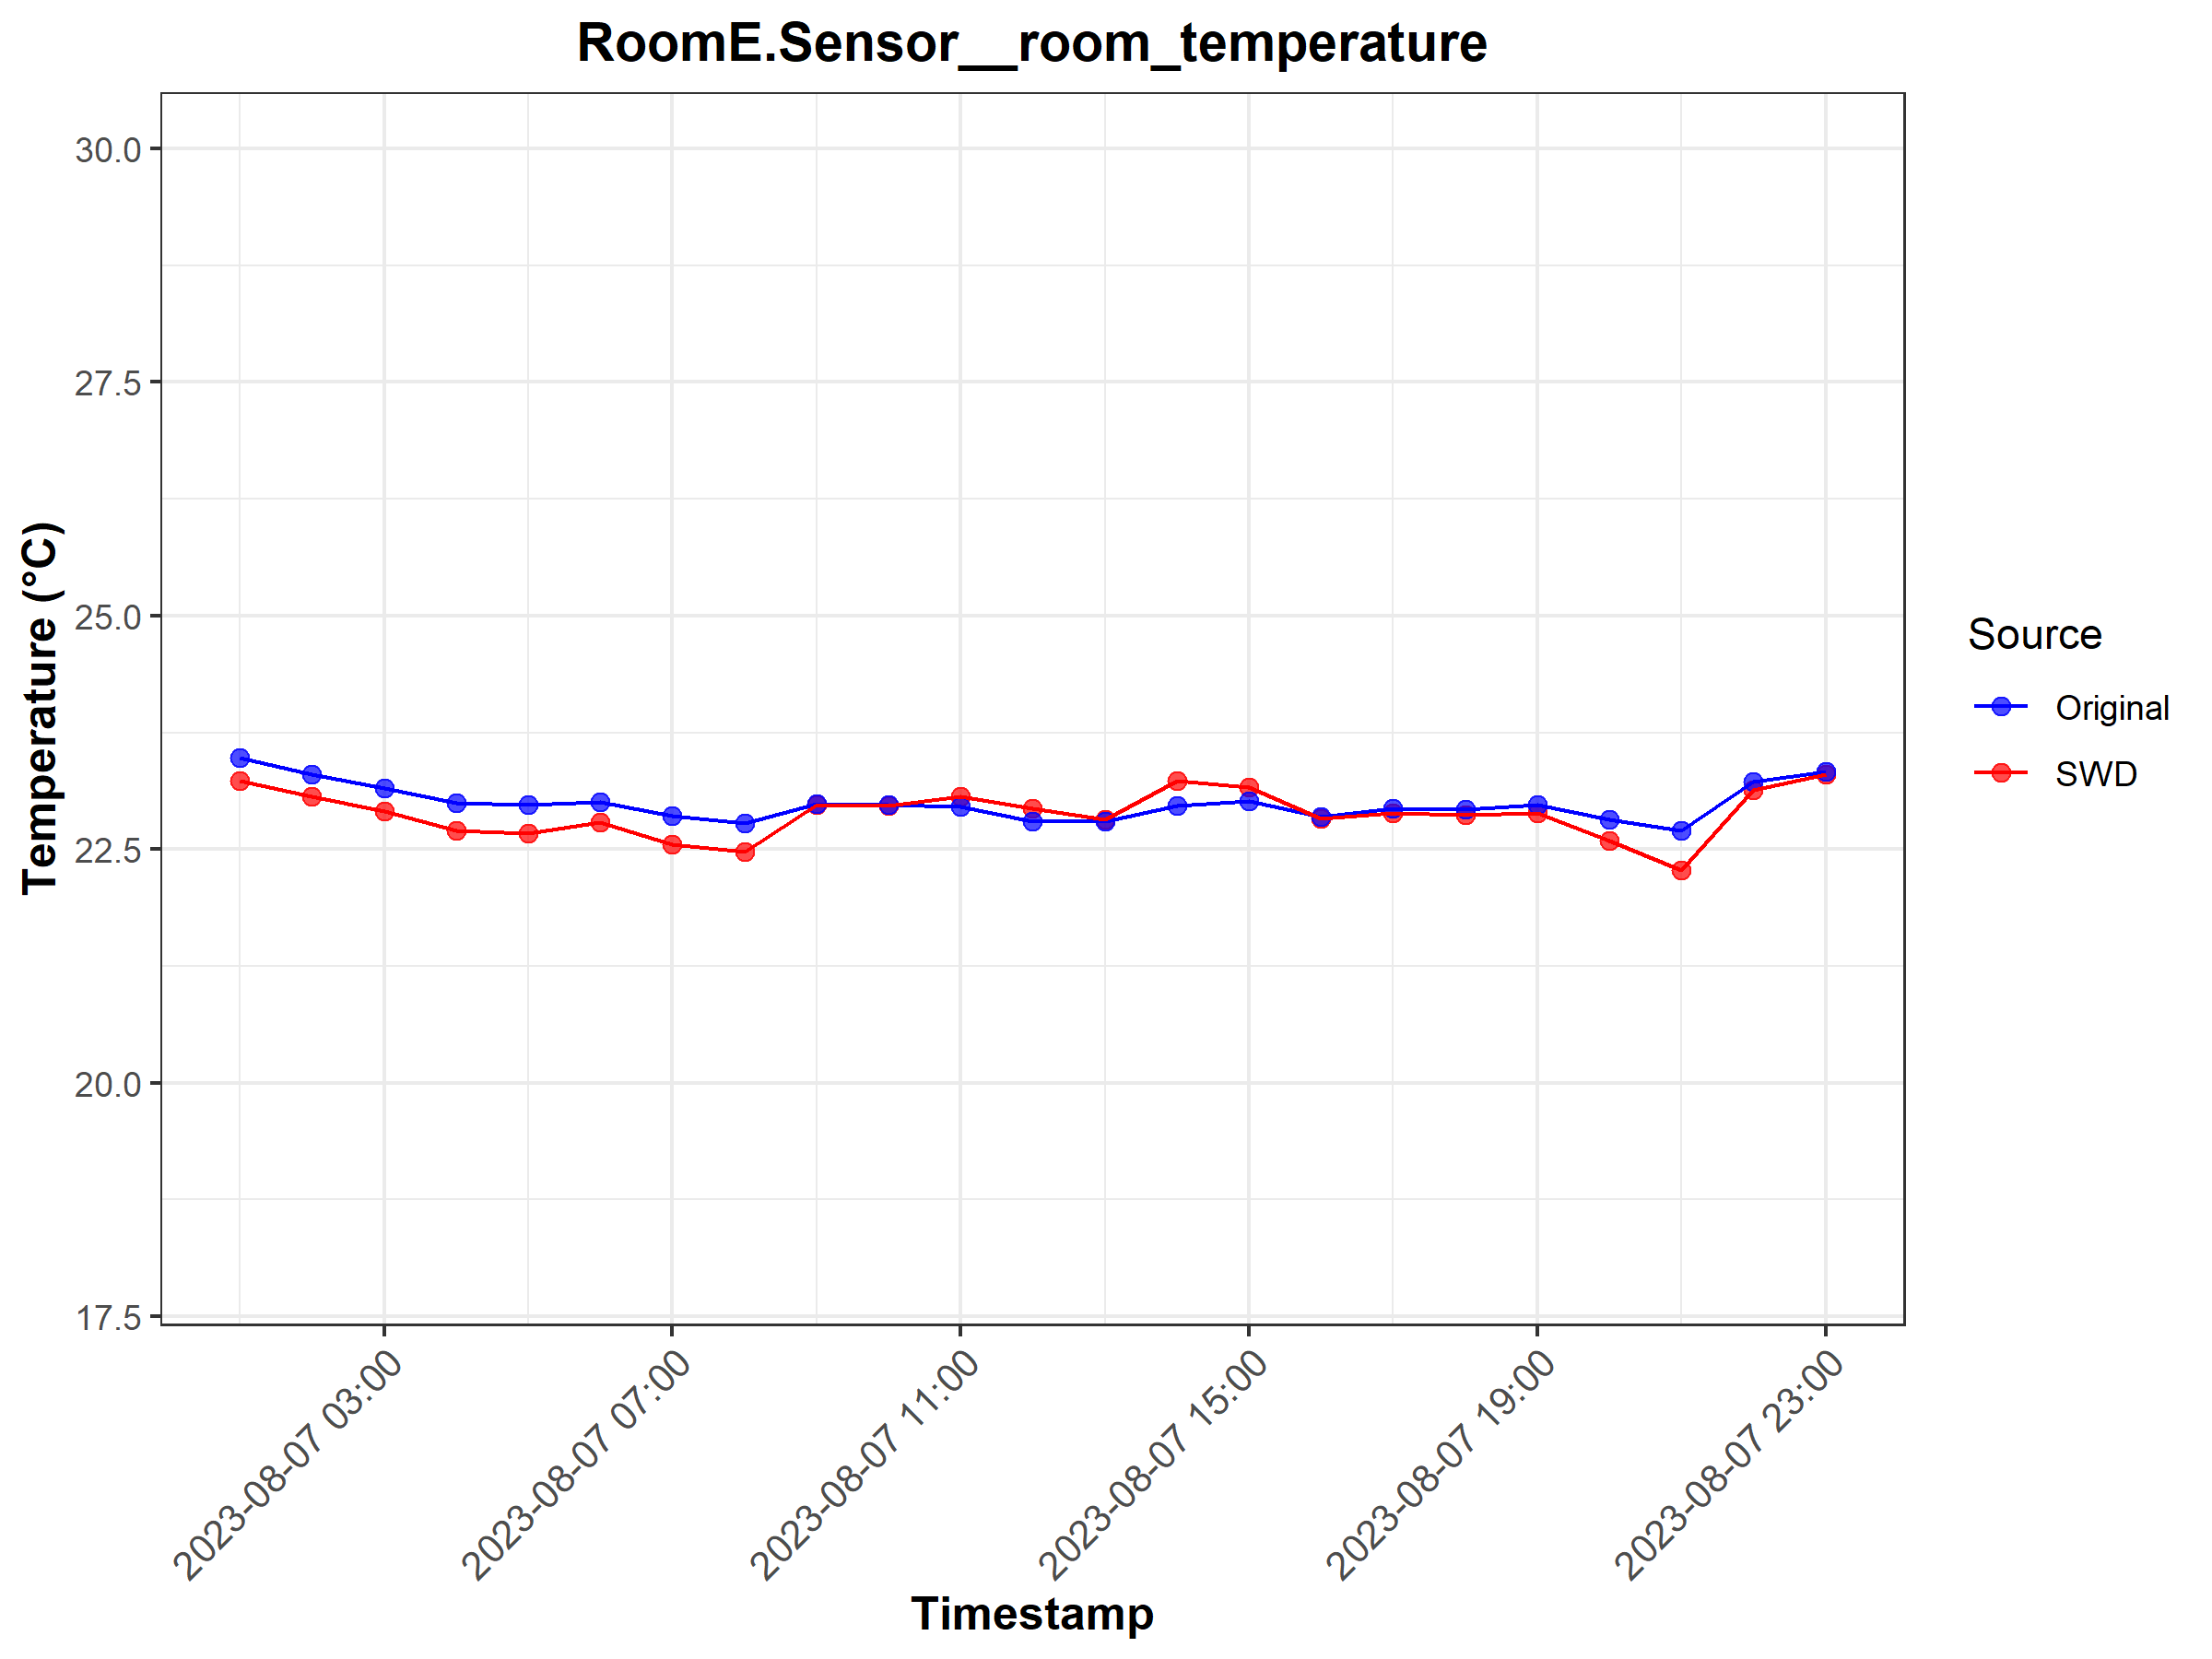 RoomE.Sensor__room_temperature
Temperature (°C)
30.0
27.5
25.0
22.5
20.0
17.5
2023-08-07 03:00
2023-08-07 07:00
2023-08-07 11:00
2023-08-07 15:00
2023-08-07 19:00
2023-08-07 23:00
Timestamp
Source
Original
SWD